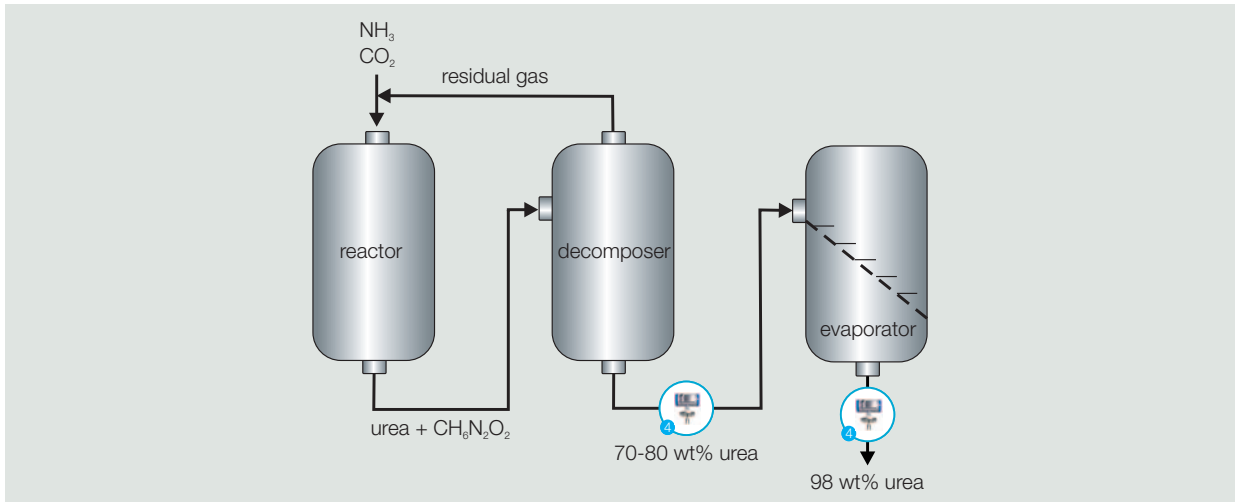 NH₃
CO₂
residual gas
reactor
decomposer
evaporator
urea + CH₆N₂O₂
4
70-80 wt% urea
4
98 wt% urea